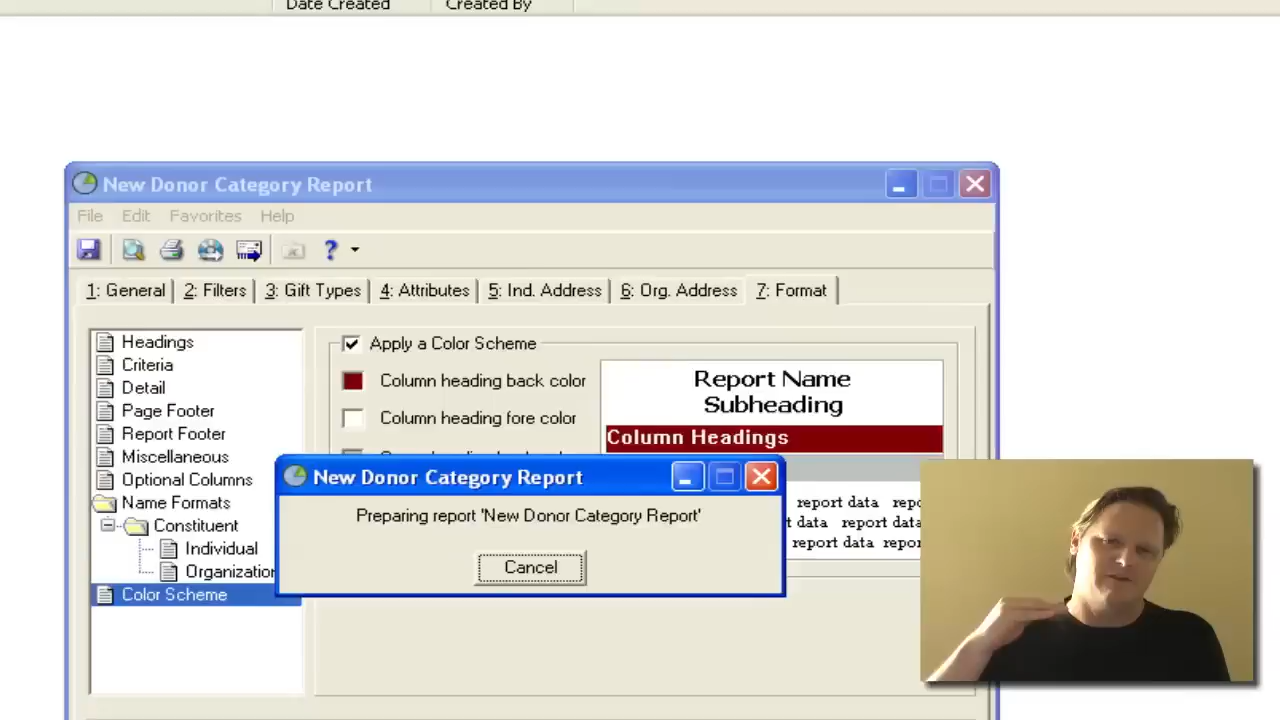 Date Created Created By
New Donor Category Report
File Edit Favorites Help
1: General 2: Filters 3: Gift Types 4: Attributes 5: Ind. Address 6: Org. Address 7: Format
Headings
Criteria
Detail
Page Footer
Report Footer
Miscellaneous
Optional Columns
Name Formats
Constituent
Individual
Organization
Color Scheme
Apply a Color Scheme
Column heading back color
Column heading fore color
Report Name
Subheading
Column Headings
report data
data report data
report data
New Donor Category Report
Preparing report 'New Donor Category Report'
Cancel